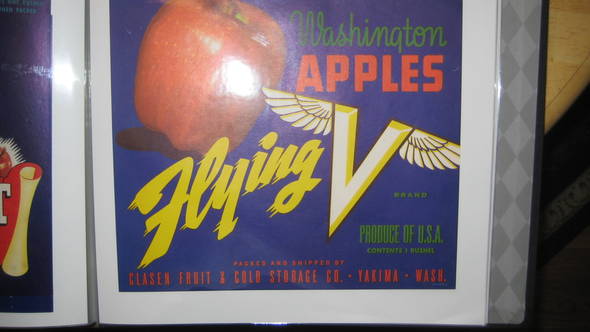 Washington
APPLES
Flying V
BRAND
PRODUCE OF U.S.A.
CONTENTS 1 BUSHEL
PACKED AND SHIPPED BY
CLASEN FRUIT & COLD STORAGE CO. · YAKIMA · WASH.